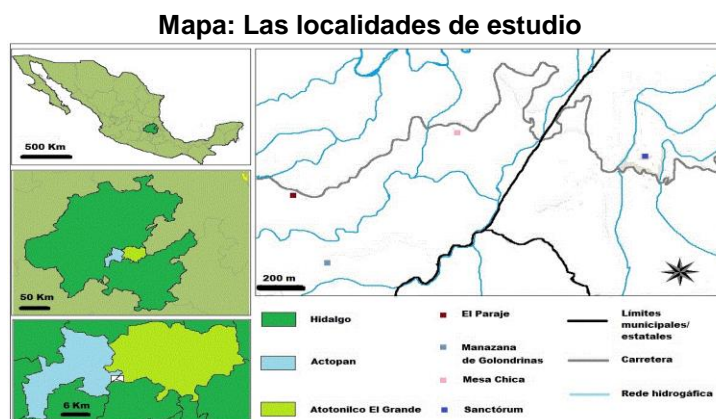 Mapa: Las localidades de estudio
500 Km
50 Km
6 Km
200 m
Hidalgo
Actopan
Atotonilco El Grande
El Paraje
Manazana
de Golondrinas
Mesa Chica
Sanctórum
Límites
municipales/
estatales
Carretera
Rede hidrogáfica